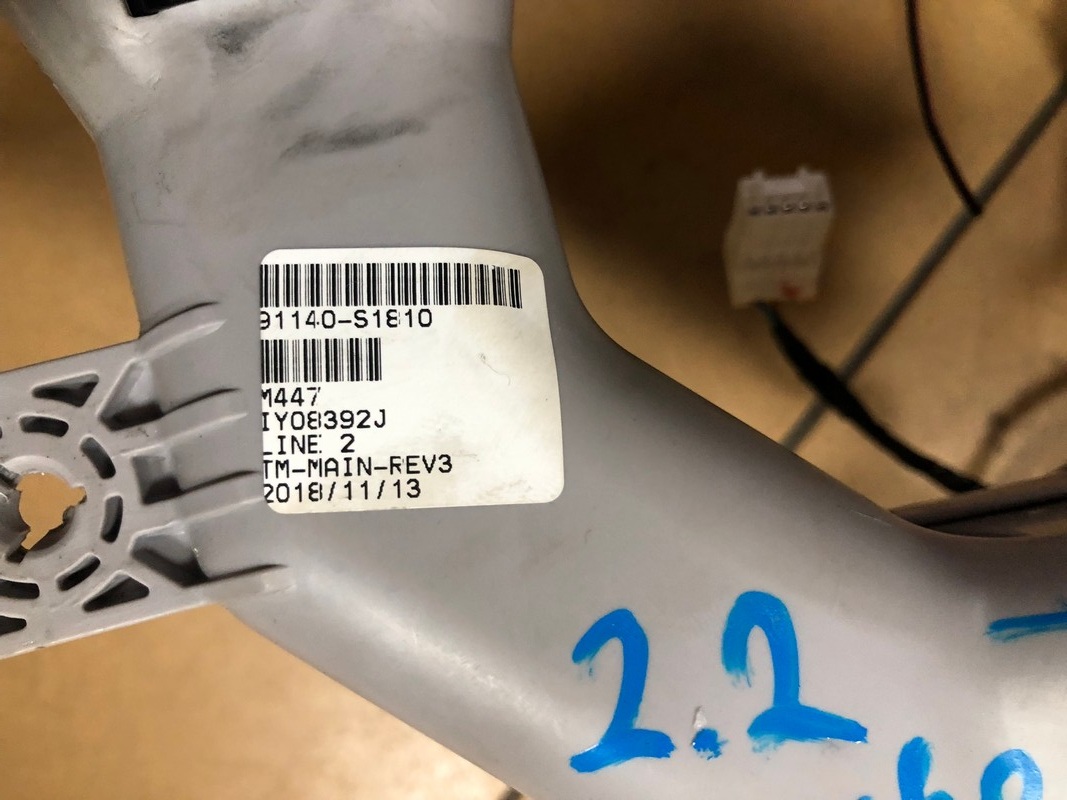 91140-S1810
M447
IY08392J
LINE 2
TM-MAIN-REV3
2018/11/13
2.2